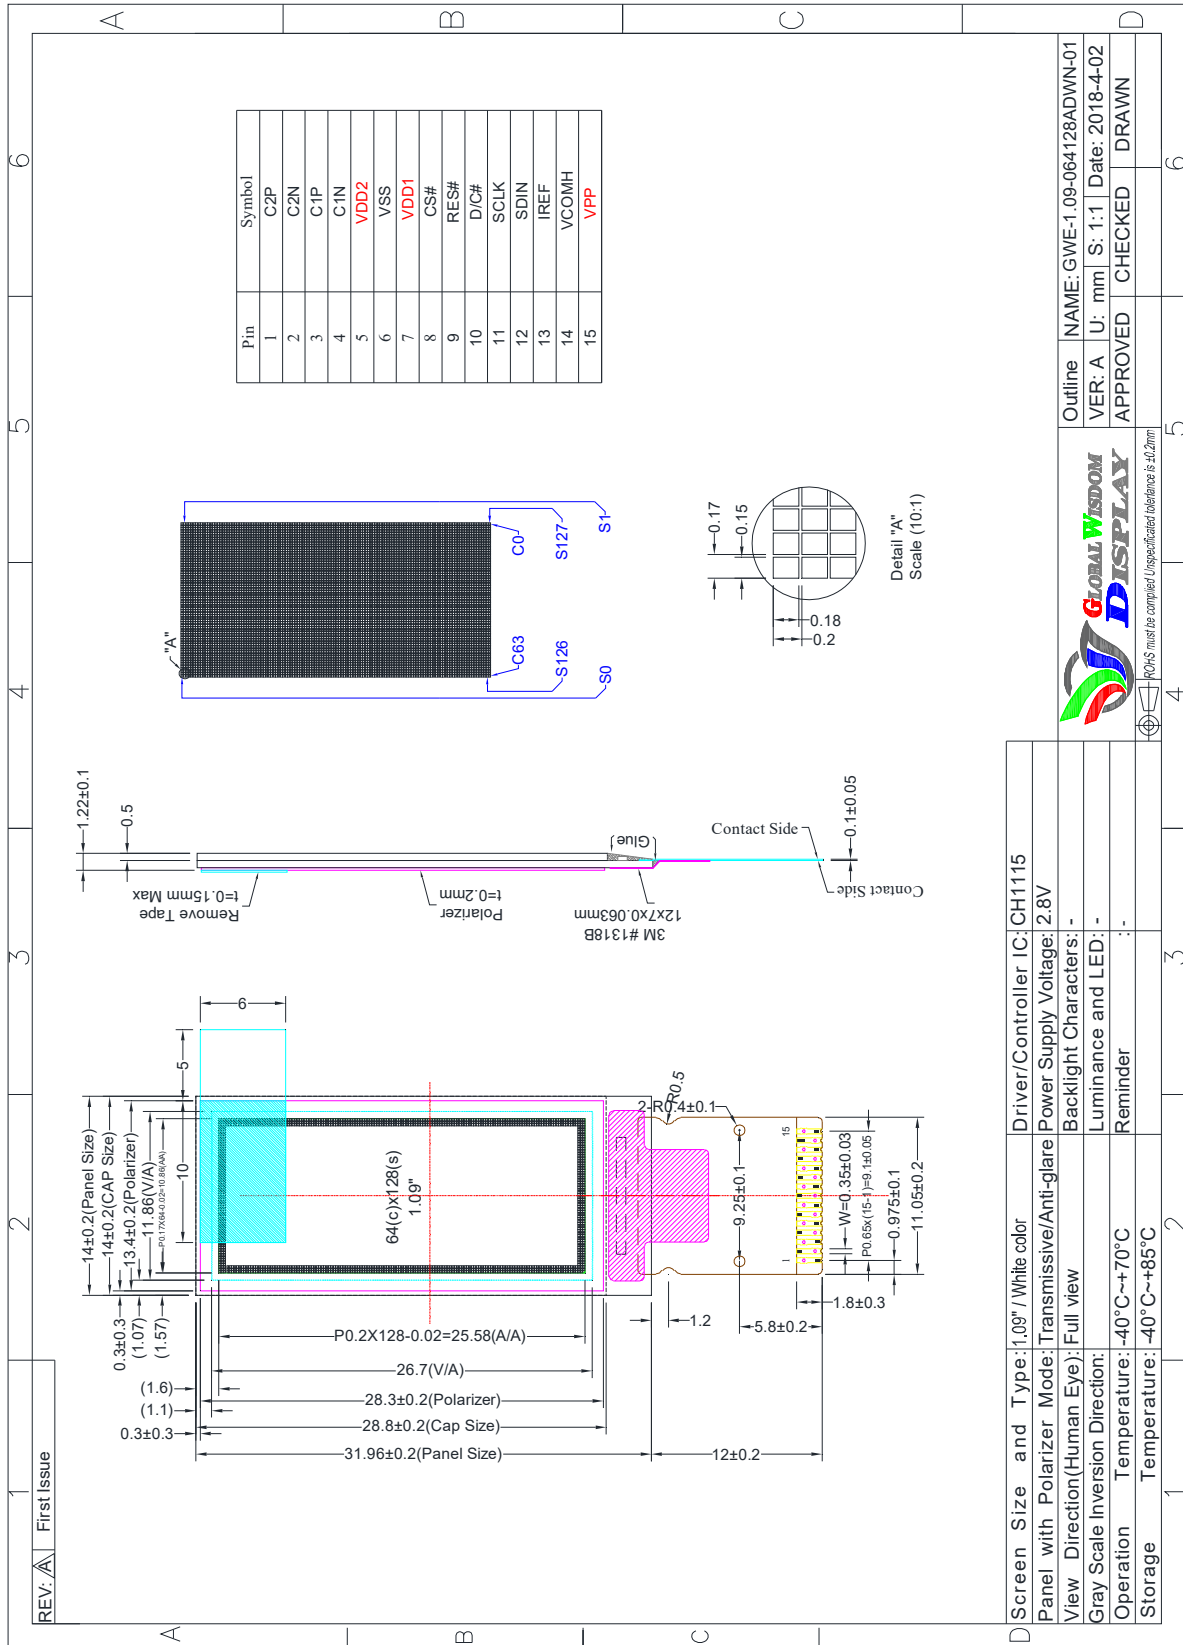 REV: A First Issue
1 2 3 4 5 6
A B C D
14±0.2(Panel Size)
14±0.2(CAP Size)
13.4±0.2(Polarizer)
11.86(V/A)
P0.17X64-0.02=10.86(A/A)
10
5
6
0.3±0.3
(1.07)
(1.57)
(1.6)
(1.1)
0.3±0.3
64(c)x128(s)
1.09"
P0.2X128-0.02=25.58(A/A)
26.7(V/A)
28.3±0.2(Polarizer)
28.8±0.2(Cap Size)
31.96±0.2(Panel Size)
12±0.2
1.2
5.8±0.2
1.8±0.3
R0.5
2-R0.4±0.1
9.25±0.1
1
15
W=0.35±0.03
P0.65x(15-1)=9.1±0.05
0.975±0.1
11.05±0.2
1.22±0.1
0.5
Remove Tape
t=0.15mm Max
Polarizer
t=0.2mm
3M #1318B
12x7x0.063mm
Glue
Contact Side
Contact Side
0.1±0.05
"A"
C0
C63
S127
S126
S1
S0
0.17
0.15
0.18
0.2
Detail "A"
Scale (10:1)
Pin Symbol
1 C2P
2 C2N
3 C1P
4 C1N
5 VDD2
6 VSS
7 VDD1
8 CS#
9 RES#
10 D/C#
11 SCLK
12 SDIN
13 IREF
14 VCOMH
15 VPP
Screen Size and Type: 1.09" / White color
Panel with Polarizer Mode: Transmissive/Anti-glare
View Direction(Human Eye): Full view
Gray Scale Inversion Direction:
Operation Temperature: -40°C~+70°C
Storage Temperature: -40°C~+85°C
Driver/Controller IC: CH1115
Power Supply Voltage: 2.8V
Backlight Characters: -
Luminance and LED: -
Reminder : -
GLOBAL WISDOM
DISPLAY
ROHS must be complied Unspecificated tolerlance is ±0.2mm
Outline NAME: GWE-1.09-064128ADWN-01
VER: A U: mm S: 1:1 Date: 2018-4-02
APPROVED CHECKED DRAWN
1 2 3 4 5 6
A B C D